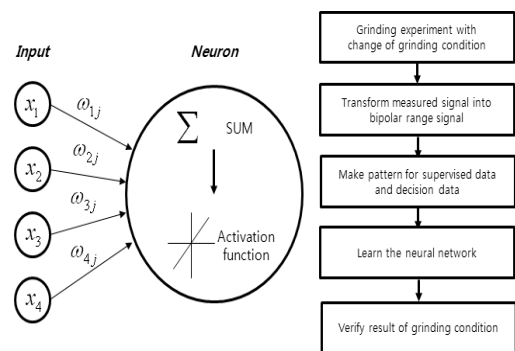 Input
Neuron
x1
x2
x3
x4
ω1j
ω2j
ω3j
ω4j
∑ SUM
Activation
function
Grinding experiment with
change of grinding condition
Transform measured signal into
bipolar range signal
Make pattern for supervised data
and decision data
Learn the neural network
Verify result of grinding condition